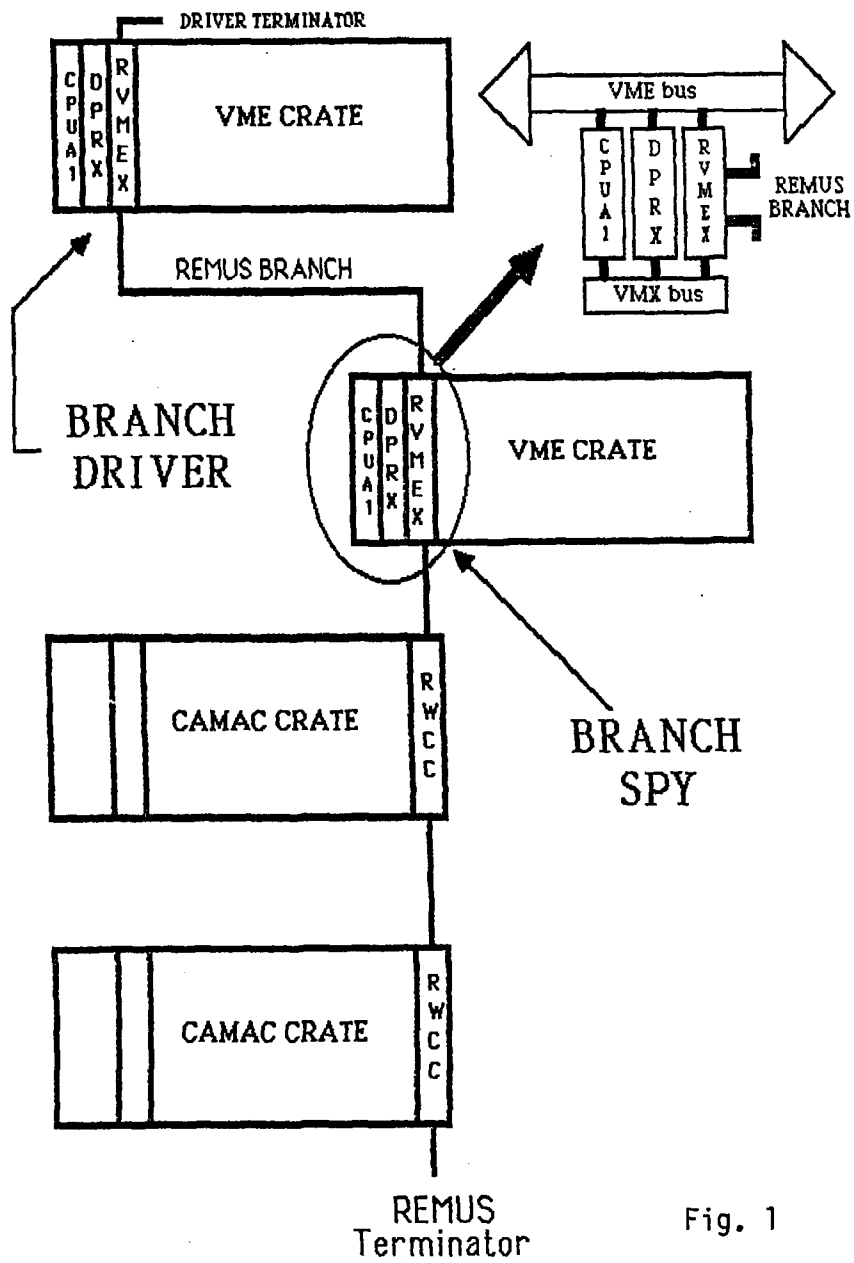 DRIVER TERMINATOR
CPUA1
DPRX
RVMEX
VME CRATE
VME bus
CPUA1
DPRX
RVMEX
REMUS
BRANCH
VMX bus
REMUS BRANCH
BRANCH
DRIVER
CPUA1
DPRX
RVMEX
VME CRATE
BRANCH
SPY
CAMAC CRATE
RWCC
CAMAC CRATE
RWCC
REMUS
Terminator
Fig. 1